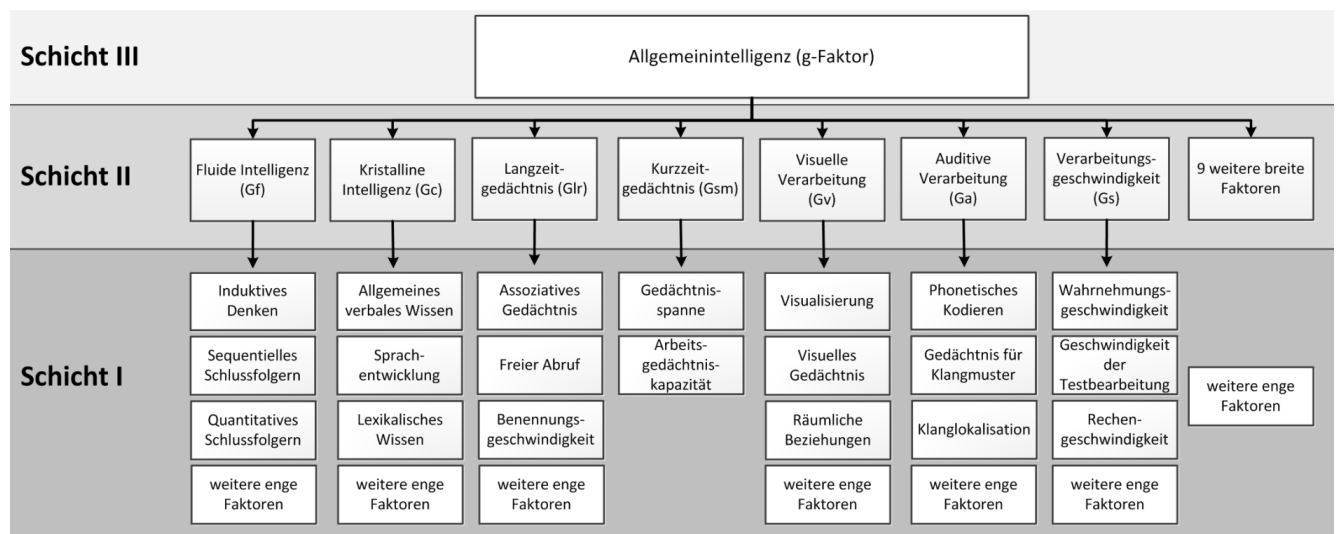 Schicht III
Allgemeinintelligenz (g-Faktor)
Schicht II
Fluide Intelligenz
(Gf)
Kristalline
Intelligenz (Gc)
Langzeit-
gedächtnis (Glr)
Kurzzeit-
gedächtnis (Gsm)
Visuelle
Verarbeitung
(Gv)
Auditive
Verarbeitung
(Ga)
Verarbeitungs-
geschwindigkeit
(Gs)
9 weitere breite
Faktoren
Schicht I
Induktives
Denken
Sequentielles
Schlussfolgern
Quantitatives
Schlussfolgern
weitere enge
Faktoren
Allgemeines
verbales Wissen
Sprach-
entwicklung
Lexikalisches
Wissen
weitere enge
Faktoren
Assoziatives
Gedächtnis
Freier Abruf
Benennungs-
geschwindigkeit
weitere enge
Faktoren
Gedächtnis-
spanne
Arbeits-
gedächtnis-
kapazität
Visualisierung
Visuelles
Gedächtnis
Räumliche
Beziehungen
weitere enge
Faktoren
Phonetisches
Kodieren
Gedächtnis für
Klangmuster
Klanglokalisation
weitere enge
Faktoren
Wahrnehmungs-
geschwindigkeit
Geschwindigkeit
der
Testbearbeitung
Rechen-
geschwindigkeit
weitere enge
Faktoren
weitere enge
Faktoren